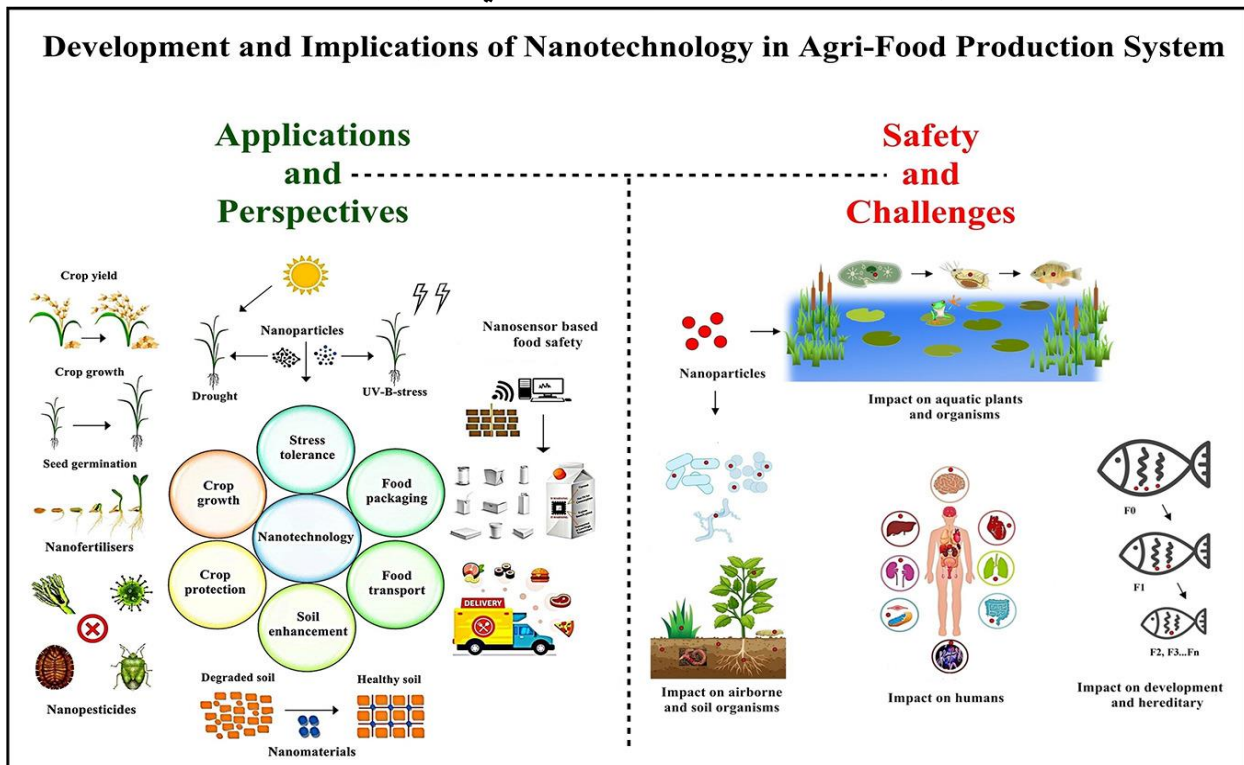 Development and Implications of Nanotechnology in Agri-Food Production System
Applications
and
Perspectives
Crop yield
Crop growth
Seed germination
Nanofertilisers
Nanopesticides
Nanoparticles
Drought
UV-B-stress
Nanosensor based
food safety
Stress
tolerance
Crop
growth
Food
packaging
Nanotechnology
Crop
protection
Food
transport
Soil
enhancement
DELIVERY
Degraded soil
Healthy soil
Nanomaterials
Safety
and
Challenges
Nanoparticles
Impact on aquatic plants
and organisms
Impact on airborne
and soil organisms
Impact on humans
F0
F1
F2, F3...Fn
Impact on development
and hereditary